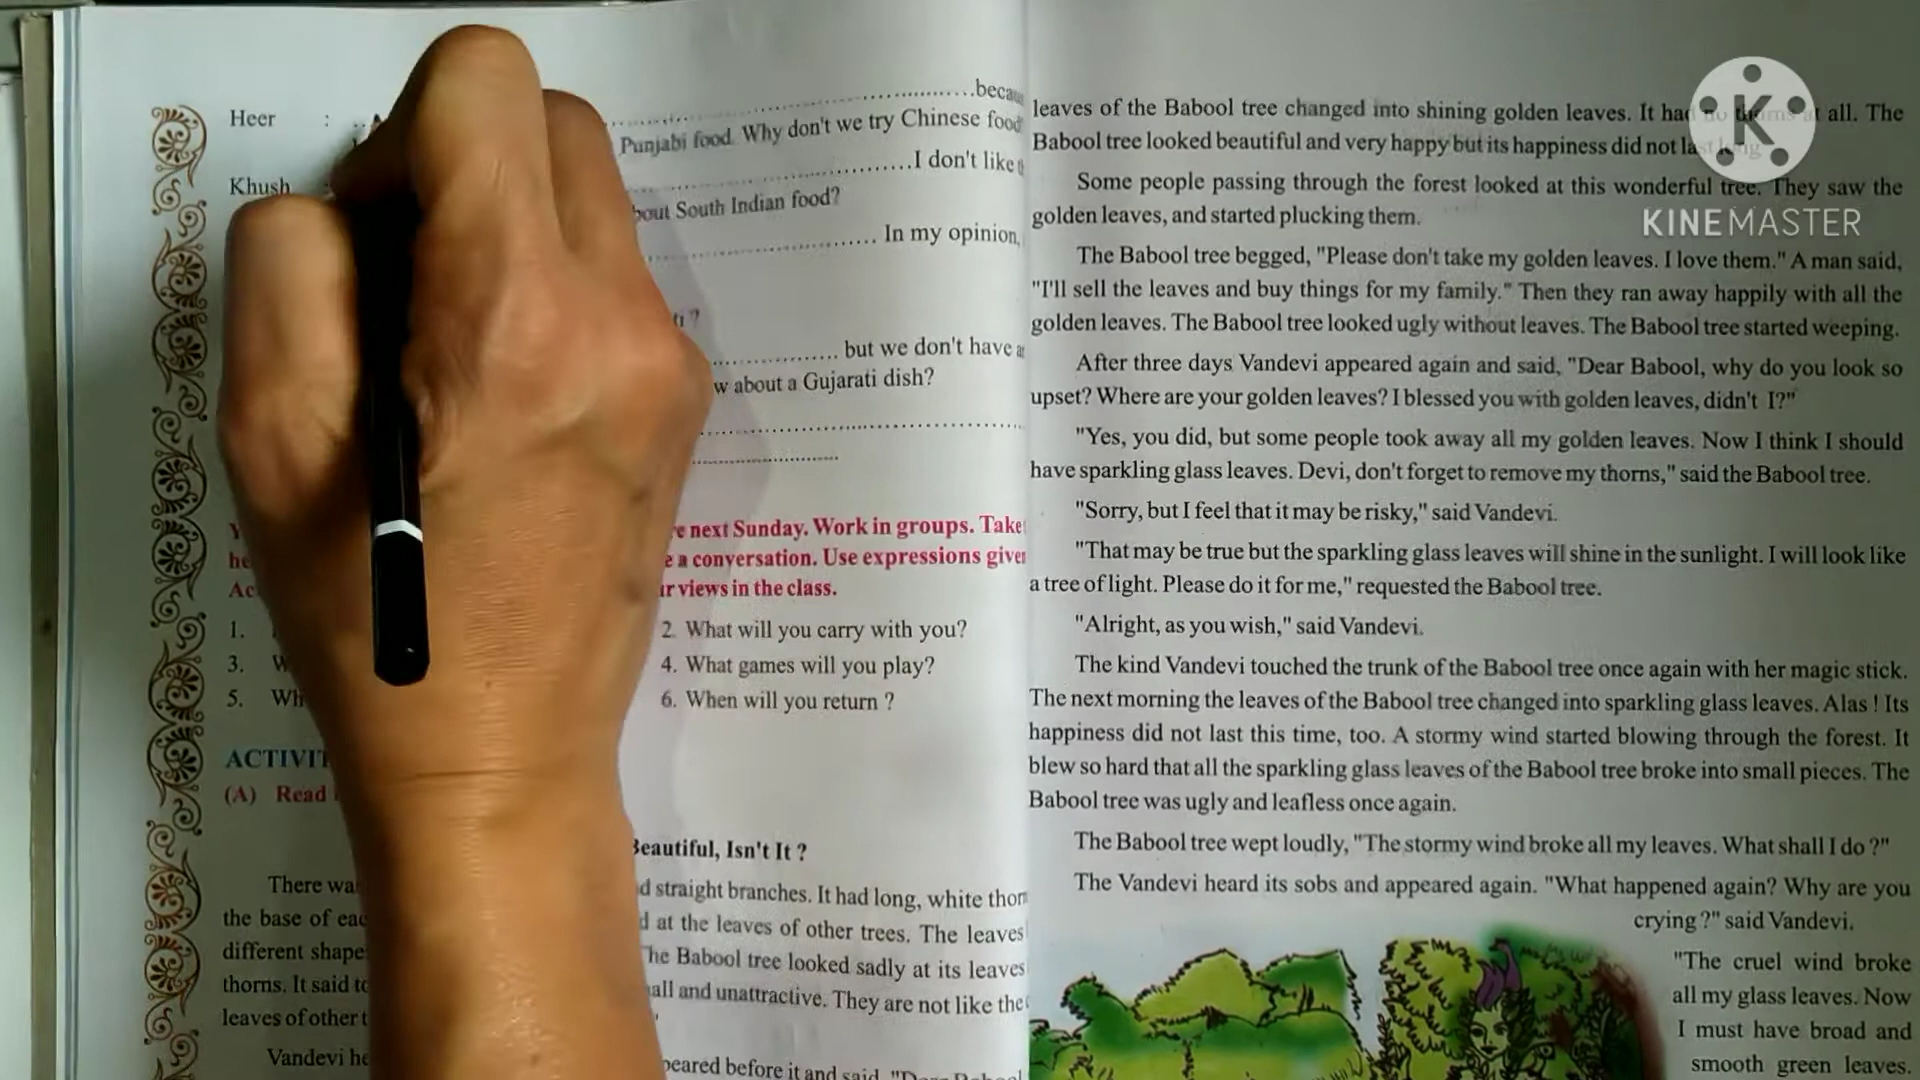 Heer : becau
Punjabi food. Why don't we try Chinese food
Khush I don't like
bout South Indian food?
In my opinion,
ti ?
but we don't have
w about a Gujarati dish?
e next Sunday. Work in groups. Take
he e a conversation. Use expressions given
Ac ur views in the class.
1. 2. What will you carry with you?
3. W 4. What games will you play?
5. Wh 6. When will you return ?
ACTIVIT
(A) Read
Beautiful, Isn't It ?
There wa d straight branches. It had long, white thorn
the base of eac d at the leaves of other trees. The leaves
different shape The Babool tree looked sadly at its leaves
thorns. It said to all and unattractive. They are not like the
leaves of other t
Vandevi he peared before it and said,
leaves of the Babool tree changed into shining golden leaves. It had no thorns at all. The
Babool tree looked beautiful and very happy but its happiness did not last long
Some people passing through the forest looked at this wonderful tree. They saw the
golden leaves, and started plucking them.
The Babool tree begged, "Please don't take my golden leaves. I love them." A man said,
"I'll sell the leaves and buy things for my family." Then they ran away happily with all the
golden leaves. The Babool tree looked ugly without leaves. The Babool tree started weeping.
After three days Vandevi appeared again and said, "Dear Babool, why do you look so
upset? Where are your golden leaves? I blessed you with golden leaves, didn't I?"
"Yes, you did, but some people took away all my golden leaves. Now I think I should
have sparkling glass leaves. Devi, don't forget to remove my thorns," said the Babool tree.
"Sorry, but I feel that it may be risky," said Vandevi.
"That may be true but the sparkling glass leaves will shine in the sunlight. I will look like
a tree of light. Please do it for me," requested the Babool tree.
"Alright, as you wish," said Vandevi.
The kind Vandevi touched the trunk of the Babool tree once again with her magic stick.
The next morning the leaves of the Babool tree changed into sparkling glass leaves. Alas ! Its
happiness did not last this time, too. A stormy wind started blowing through the forest. It
blew so hard that all the sparkling glass leaves of the Babool tree broke into small pieces. The
Babool tree was ugly and leafless once again.
The Babool tree wept loudly, "The stormy wind broke all my leaves. What shall I do ?"
The Vandevi heard its sobs and appeared again. "What happened again? Why are you
crying ?" said Vandevi.
"The cruel wind broke
all my glass leaves. Now
I must have broad and
smooth green leaves.
K
KINEMASTER